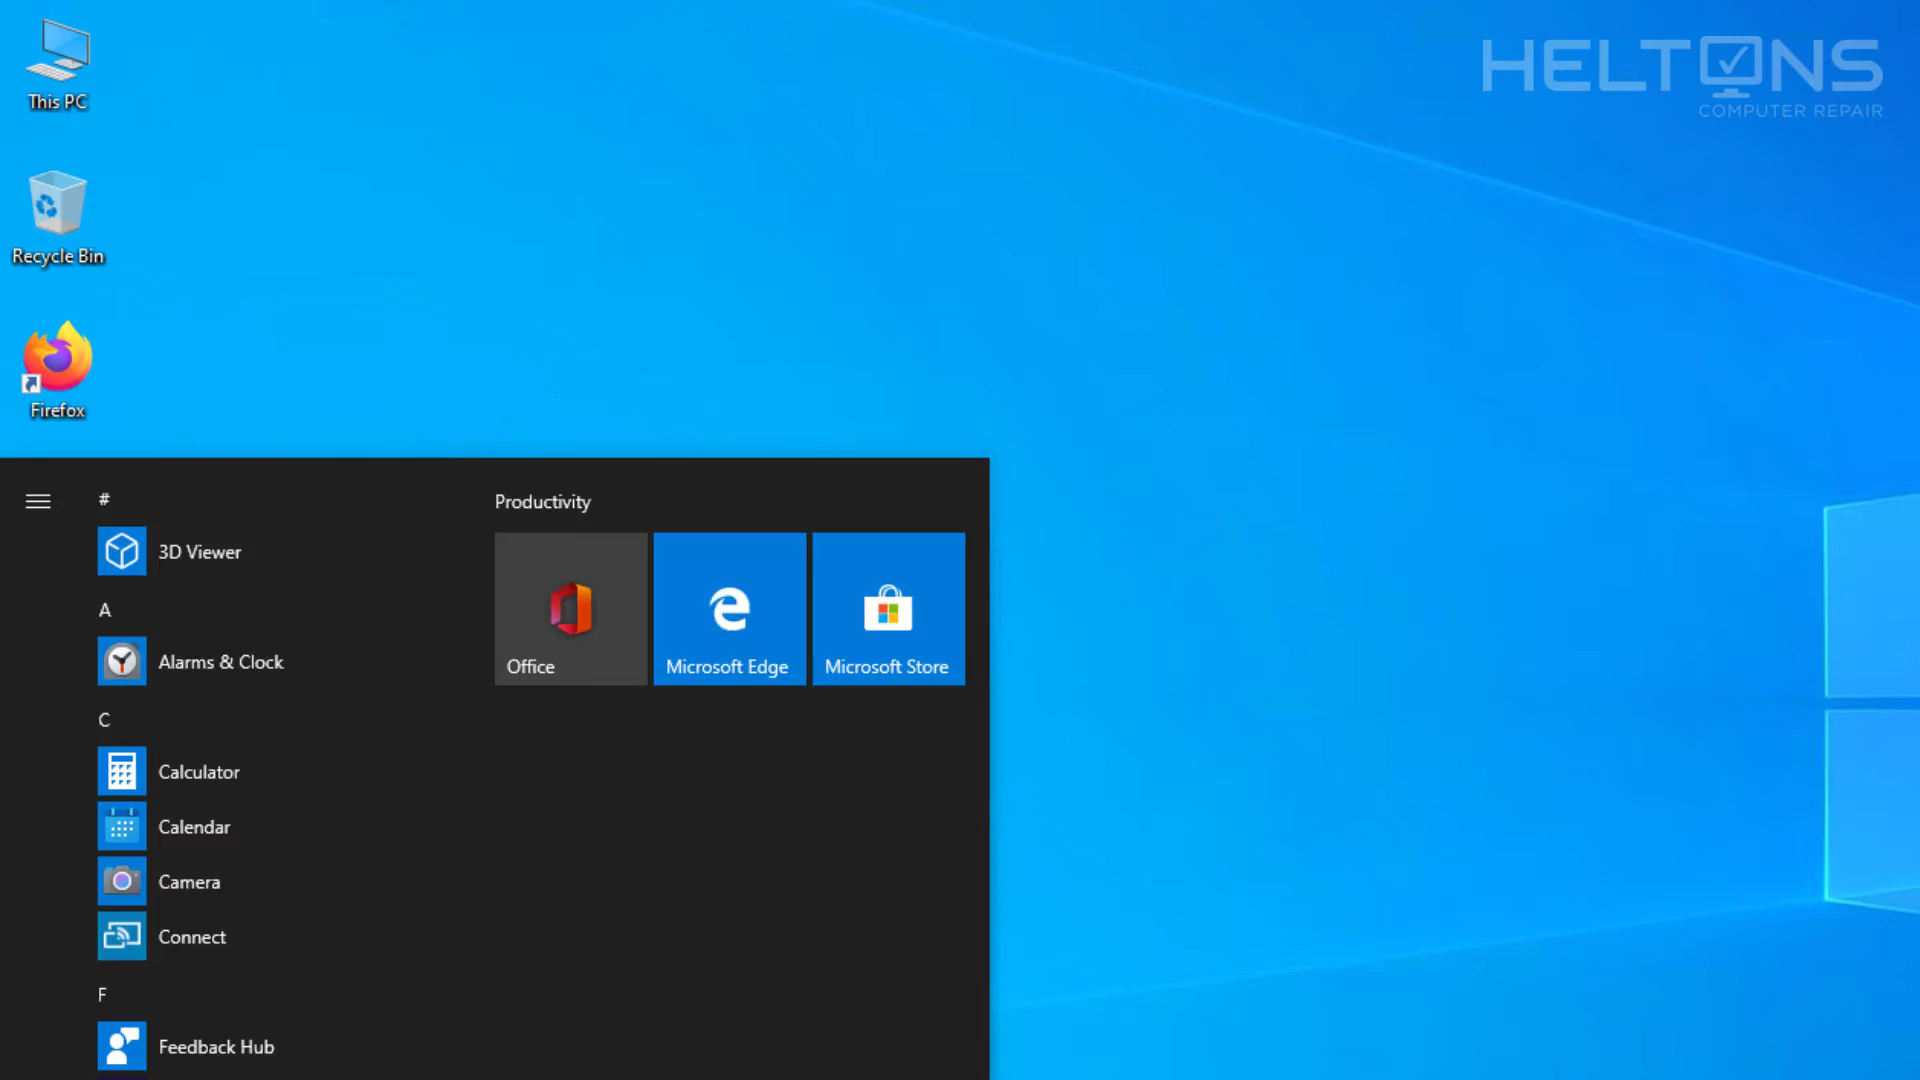 This PC
HELTONS
COMPUTER REPAIR
Recycle Bin
Firefox
#
3D Viewer
A
Alarms & Clock
C
Calculator
Calendar
Camera
Connect
F
Feedback Hub
Productivity
Office
Microsoft Edge
Microsoft Store